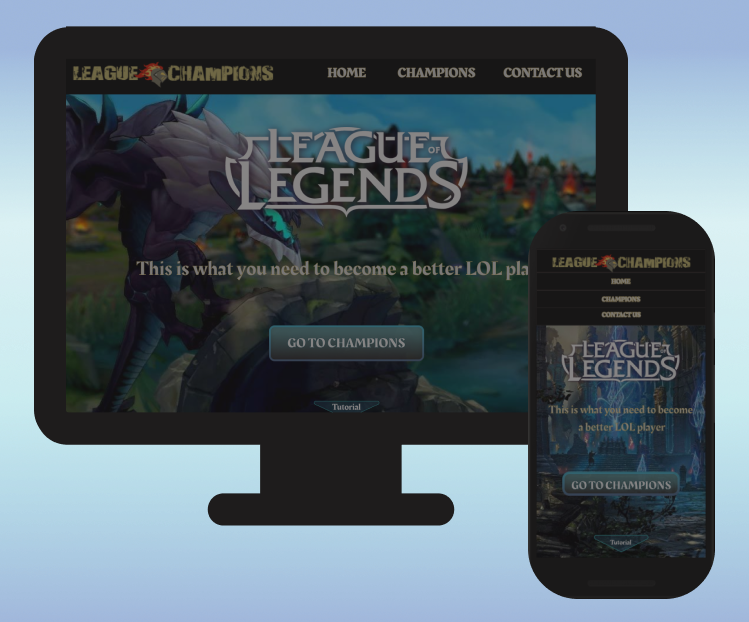 LEAGUE CHAMPIONS
HOME CHAMPIONS CONTACT US
LEAGUE OF
LEGENDS
This is what you need to become a better LOL pla
GO TO CHAMPIONS
Tutorial
LEAGUE CHAMPIONS
HOME
CHAMPIONS
CONTACT US
LEAGUE OF
LEGENDS
This is what you need to become
a better LOL player
GO TO CHAMPIONS
Tutorial